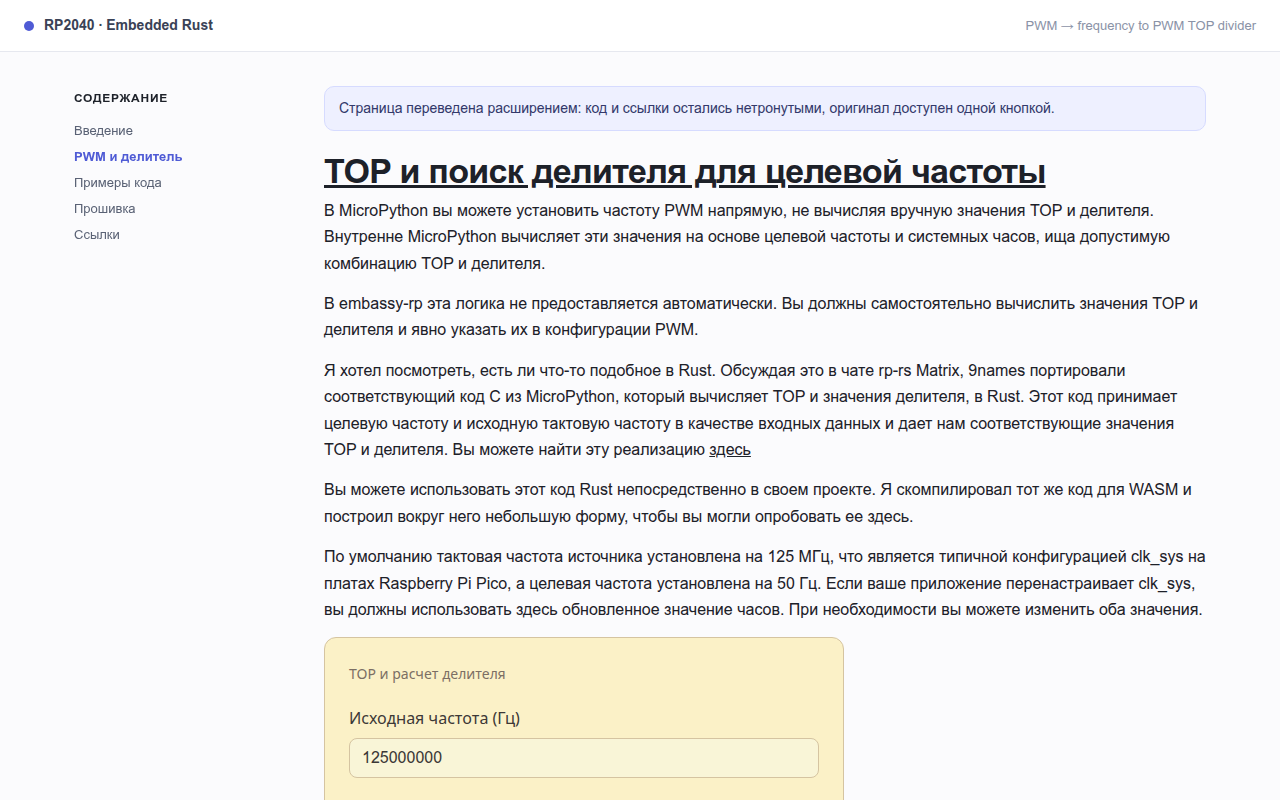 RP2040 · Embedded Rust
PWM → frequency to PWM TOP divider
СОДЕРЖАНИЕ
Введение
PWM и делитель
Примеры кода
Прошивка
Ссылки
Страница переведена расширением: код и ссылки остались нетронутыми, оригинал доступен одной кнопкой.
TOP и поиск делителя для целевой частоты
В MicroPython вы можете установить частоту PWM напрямую, не вычисляя вручную значения TOP и делителя.
Внутренне MicroPython вычисляет эти значения на основе целевой частоты и системных часов, ища допустимую
комбинацию TOP и делителя.
В embassy-rp эта логика не предоставляется автоматически. Вы должны самостоятельно вычислить значения TOP и
делителя и явно указать их в конфигурации PWM.
Я хотел посмотреть, есть ли что-то подобное в Rust. Обсуждая это в чате rp-rs Matrix, 9names портировали
соответствующий код C из MicroPython, который вычисляет TOP и значения делителя, в Rust. Этот код принимает
целевую частоту и исходную тактовую частоту в качестве входных данных и дает нам соответствующие значения
TOP и делителя. Вы можете найти эту реализацию здесь
Вы можете использовать этот код Rust непосредственно в своем проекте. Я скомпилировал тот же код для WASM и
построил вокруг него небольшую форму, чтобы вы могли опробовать ее здесь.
По умолчанию тактовая частота источника установлена на 125 МГц, что является типичной конфигурацией clk_sys на
платах Raspberry Pi Pico, а целевая частота установлена на 50 Гц. Если ваше приложение перенастраивает clk_sys,
вы должны использовать здесь обновленное значение часов. При необходимости вы можете изменить оба значения.
TOP и расчет делителя
Исходная частота (Гц)
125000000